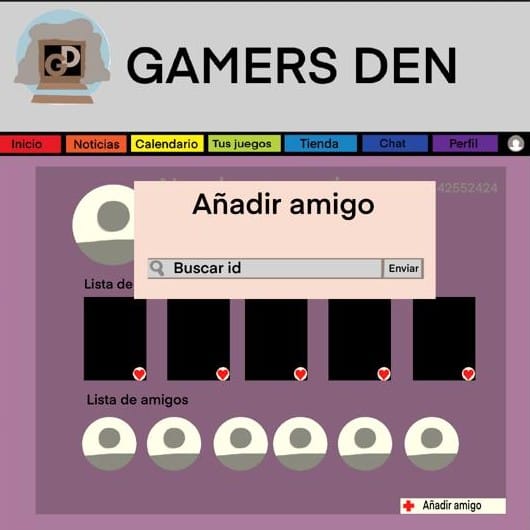 GD
GAMERS DEN
Inicio
Noticias
Calendario
Tus juegos
Tienda
Chat
Perfil
42552424
Añadir amigo
Buscar id
Enviar
Lista de
Lista de amigos
Añadir amigo